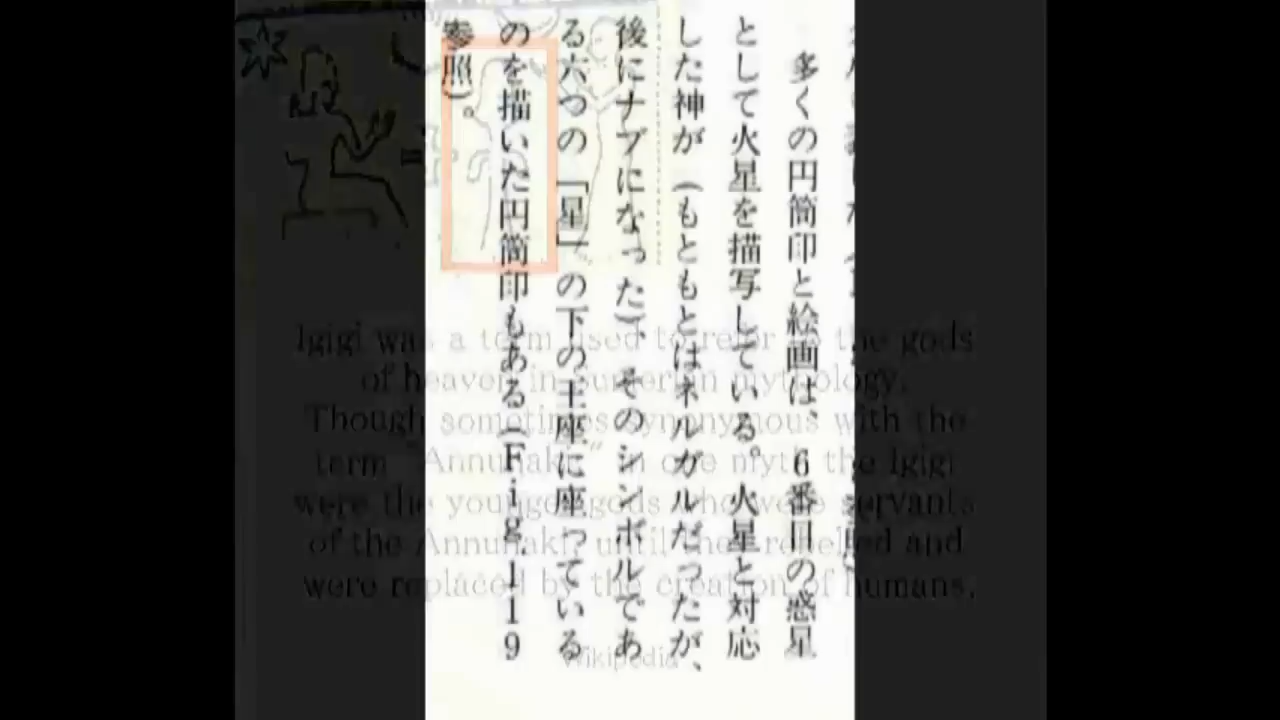 多くの円筒印と絵画は、6番目の惑星
として火星を描写している。火星と対応
した神が（もともとはネルガルだったが、
後にナブになった）、そのシンボルであ
る六つの「星」の下の王座に座っている
のを描いた円筒印もある（Fig.119
参照）。
Igigi was a term used to refer to the gods
of heaven in Sumerian mythology.
Though sometimes synonymous with the
term "Annunaki," in one myth the Igigi
were the younger gods who were servants
of the Annunaki, until they rebelled and
were replaced by the creation of humans.
Wikipedia